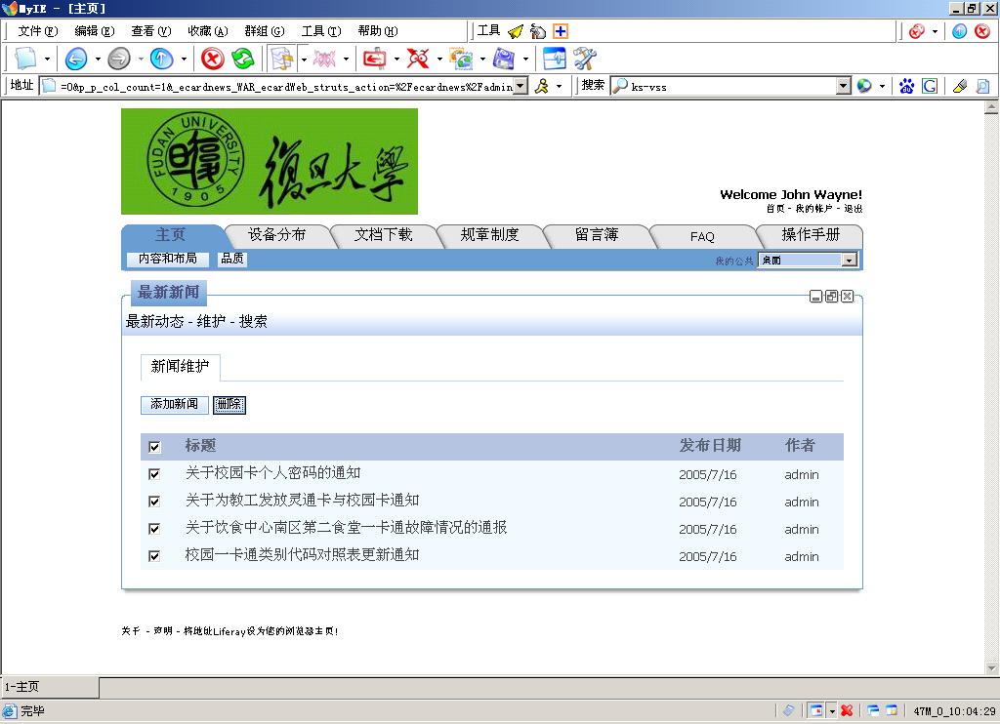 MyIE - [主页]
文件(F) 编辑(E) 查看(V) 收藏(A) 群组(G) 工具(T) 帮助(H) 工具
地址 =0&p_p_col_count=1&_ecardnews_WAR_ecardWeb_struts_action=%2Fecardnews%2Fadmin 搜索 ks-vss
FUDAN UNIVERSITY 1905 復旦大學
Welcome John Wayne!
首页 - 我的帐户 - 退出
主页 设备分布 文档下载 规章制度 留言簿 FAQ 操作手册
内容和布局 品质 我的公共 桌面
最新新闻
最新动态 - 维护 - 搜索
新闻维护
添加新闻 删除
标题 发布日期 作者
关于校园卡个人密码的通知 2005/7/16 admin
关于为教工发放灵通卡与校园卡通知 2005/7/16 admin
关于饮食中心南区第二食堂一卡通故障情况的通报 2005/7/16 admin
校园一卡通类别代码对照表更新通知 2005/7/16 admin
关于 - 声明 - 将地址Liferay设为您的浏览器主页!
1-主页
完毕 47M_0_10:04:29